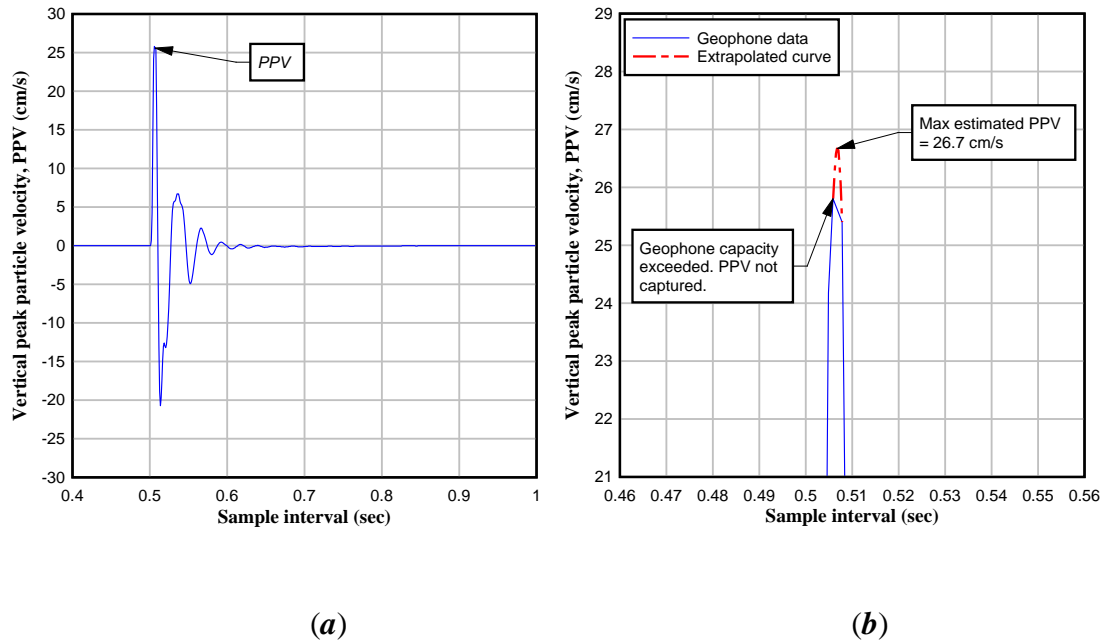 Vertical peak particle velocity, PPV (cm/s)
30
25
20
15
10
5
0
-5
-10
-15
-20
-25
-30
PPV
0.4 0.5 0.6 0.7 0.8 0.9 1
Sample interval (sec)
(a)
Vertical peak particle velocity, PPV (cm/s)
29
28
27
26
25
24
23
22
21
Geophone data
Extrapolated curve
Max estimated PPV
= 26.7 cm/s
Geophone capacity
exceeded. PPV not
captured.
0.46 0.47 0.48 0.49 0.5 0.51 0.52 0.53 0.54 0.55 0.56
Sample interval (sec)
(b)